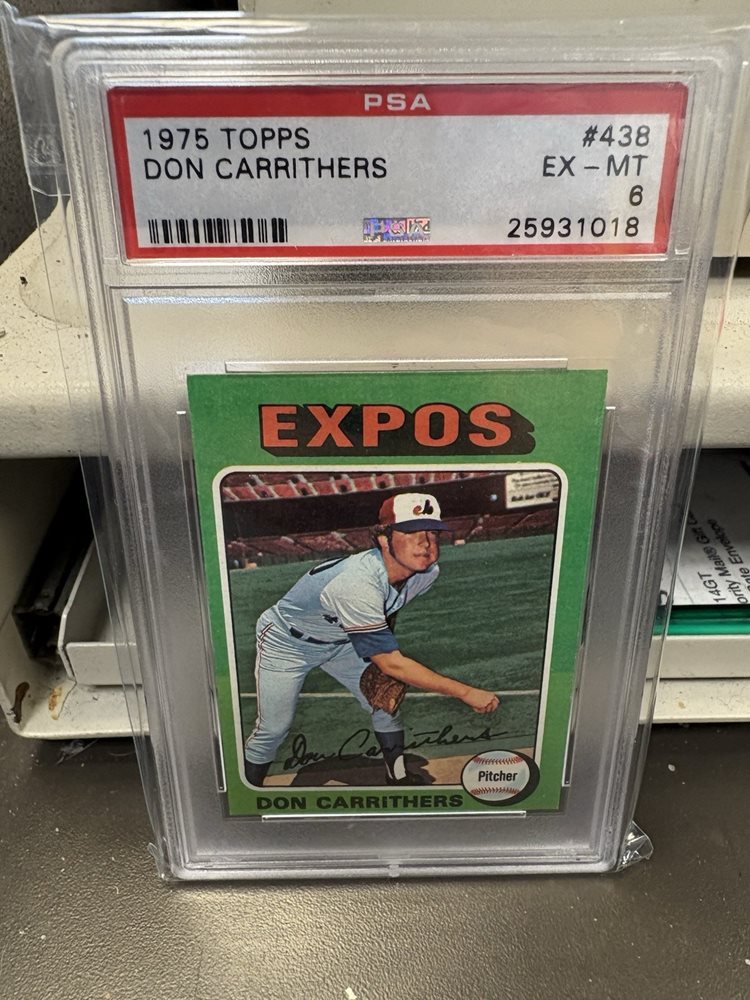 PSA
1975 TOPPS #438
DON CARRITHERS EX - MT
6
25931018
EXPOS
Don Carrithers
Pitcher
DON CARRITHERS